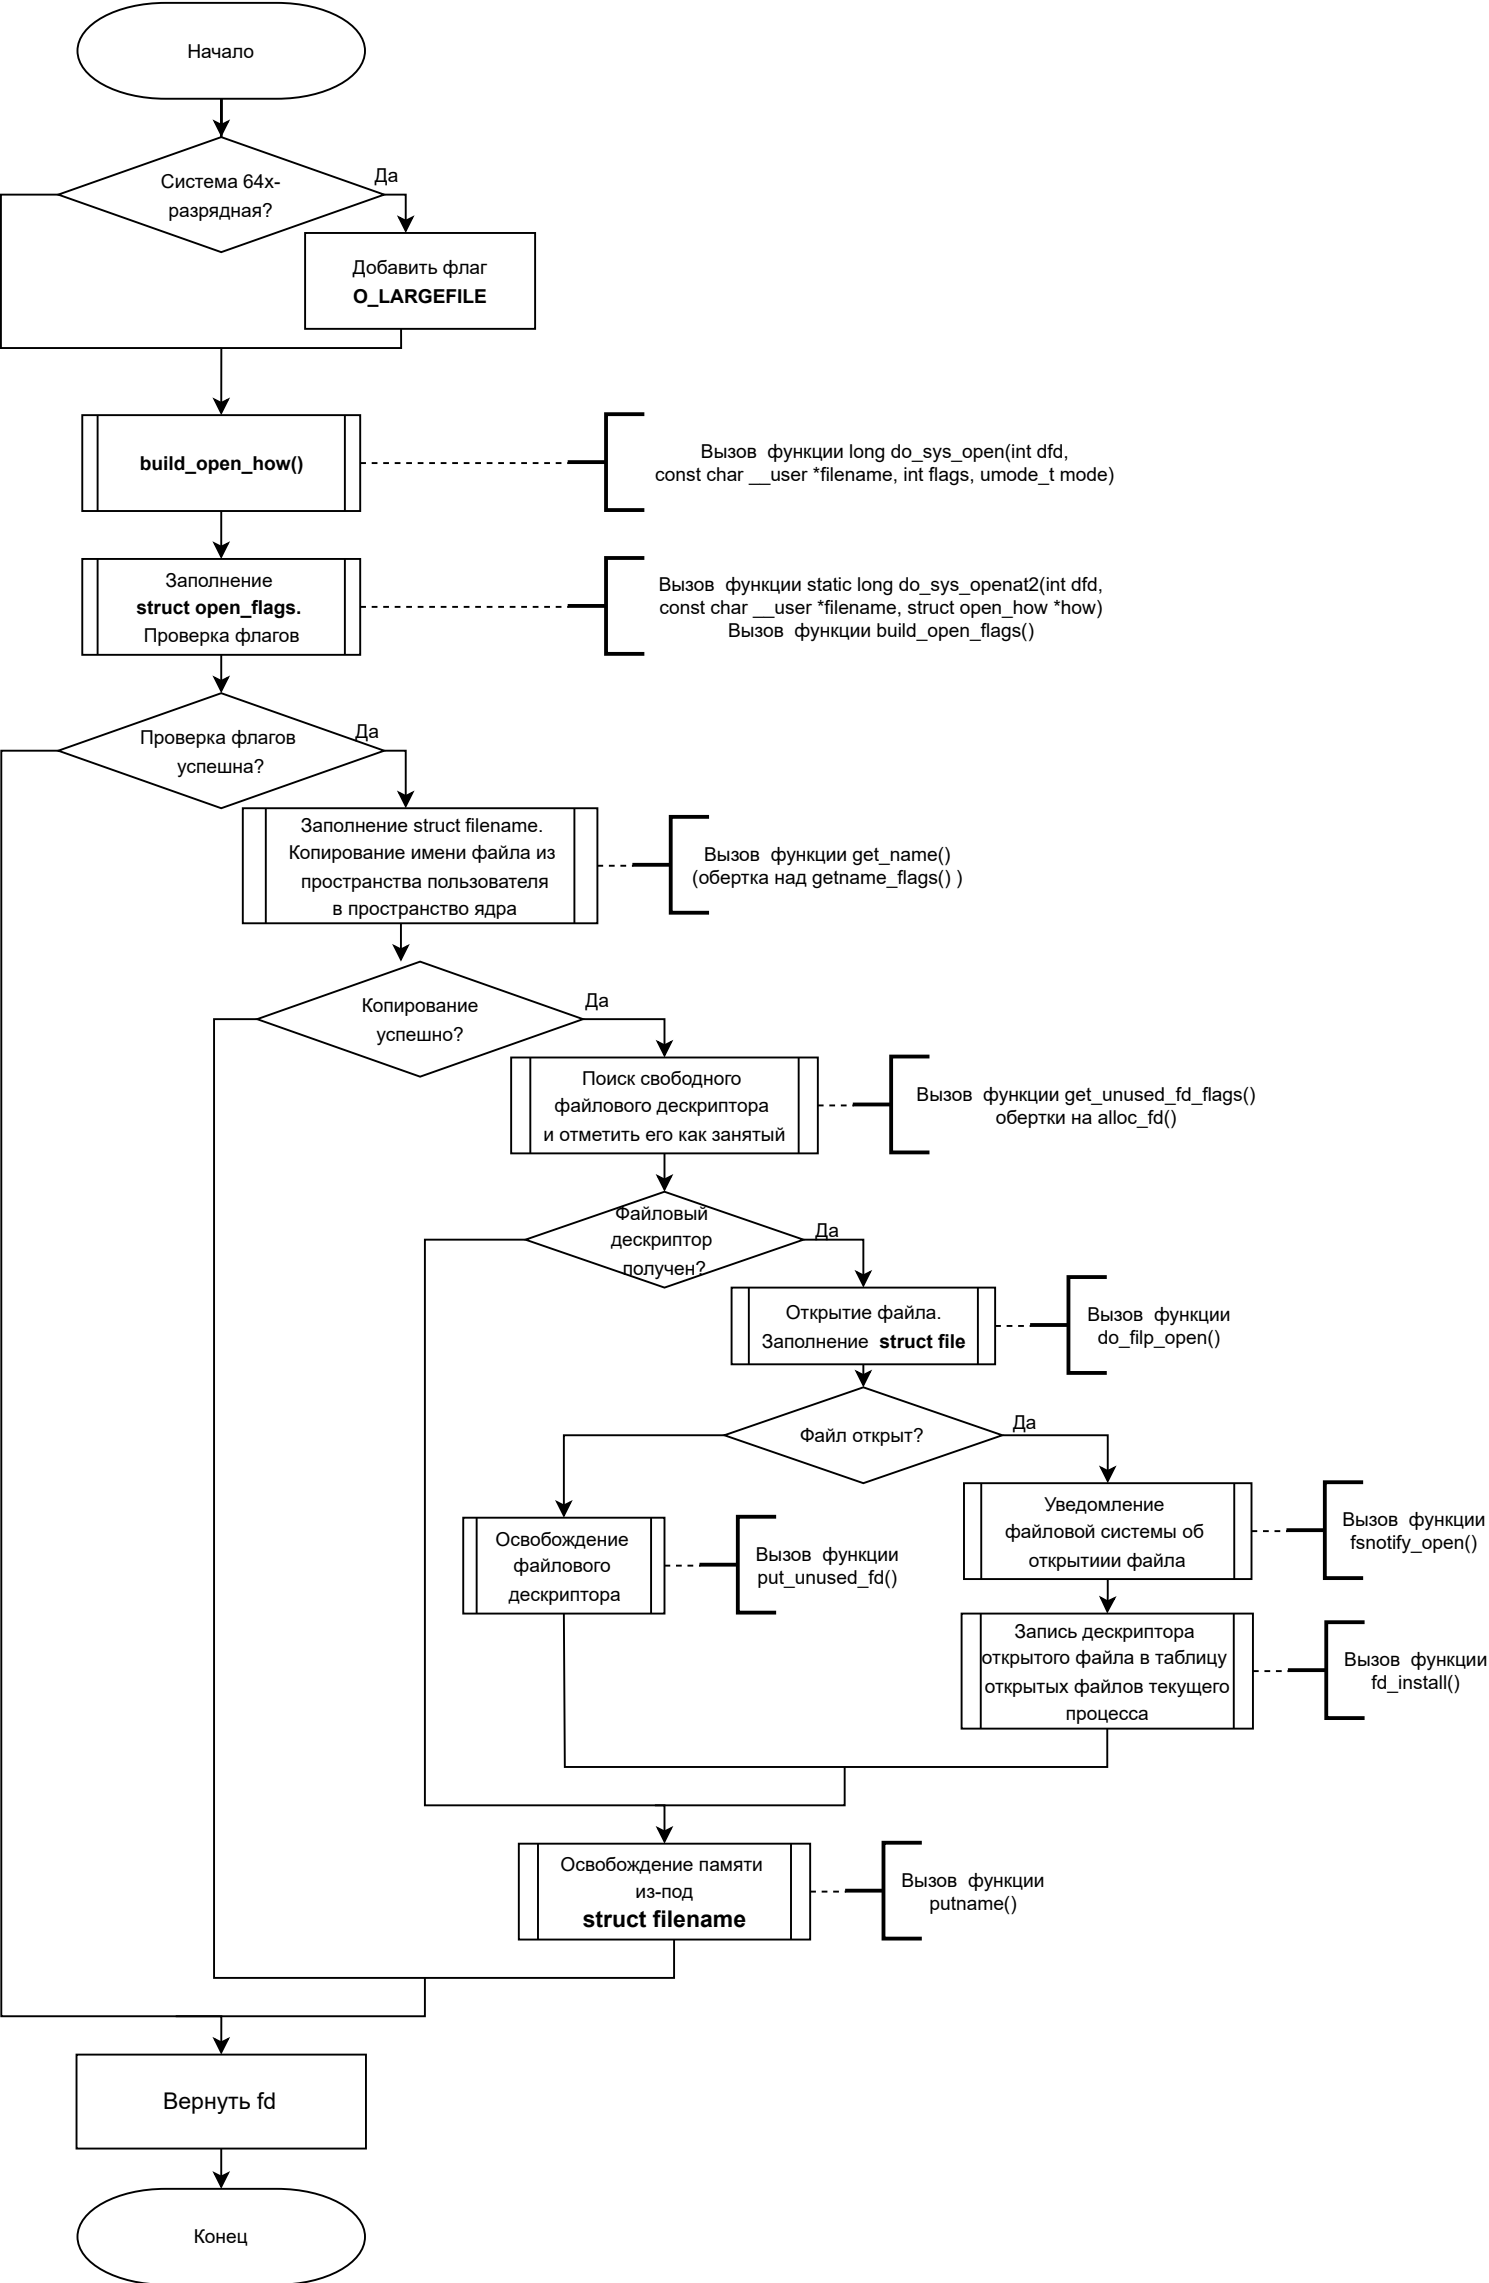 Начало
Система 64х-
разрядная?
Да
Добавить флаг
O_LARGEFILE
build_open_how()
Вызов функции long do_sys_open(int dfd,
const char __user *filename, int flags, umode_t mode)
Заполнение
struct open_flags.
Проверка флагов
Вызов функции static long do_sys_openat2(int dfd,
const char __user *filename, struct open_how *how)
Вызов функции build_open_flags()
Проверка флагов
успешна?
Да
Заполнение struct filename.
Копирование имени файла из
пространства пользователя
в пространство ядра
Вызов функции get_name()
(обертка над getname_flags() )
Копирование
успешно?
Да
Поиск свободного
файлового дескриптора
и отметить его как занятый
Вызов функции get_unused_fd_flags()
обертки на alloc_fd()
Файловый
дескриптор
получен?
Да
Открытие файла.
Заполнение struct file
Вызов функции
do_filp_open()
Файл открыт?
Да
Уведомление
файловой системы об
открытиии файла
Вызов функции
fsnotify_open()
Освобождение
файлового
дескриптора
Вызов функции
put_unused_fd()
Запись дескриптора
открытого файла в таблицу
открытых файлов текущего
процесса
Вызов функции
fd_install()
Освобождение памяти
из-под
struct filename
Вызов функции
putname()
Вернуть fd
Конец